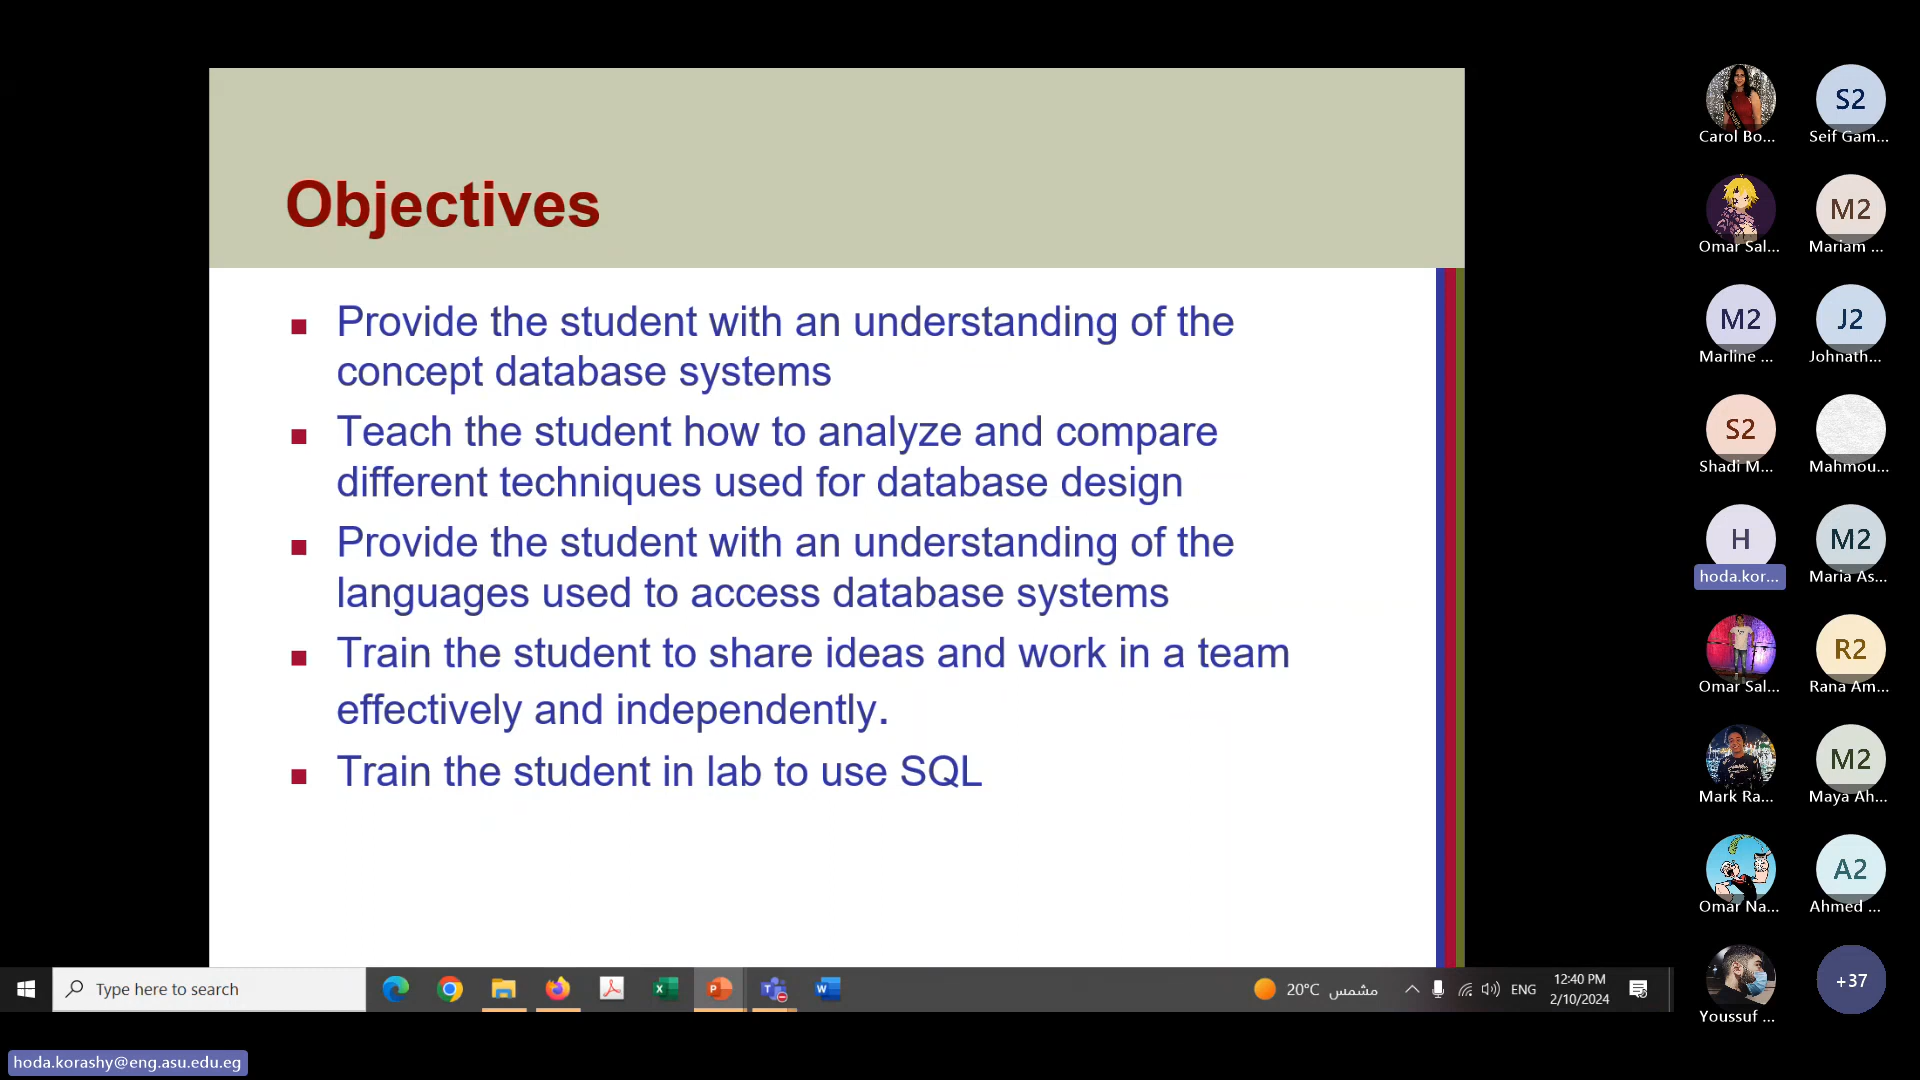 Objectives
Provide the student with an understanding of the
concept database systems
Teach the student how to analyze and compare
different techniques used for database design
Provide the student with an understanding of the
languages used to access database systems
Train the student to share ideas and work in a team
effectively and independently.
Train the student in lab to use SQL
Carol Bo...
S2
Seif Gam...
Omar Sal...
M2
Mariam ...
M2
Marline ...
J2
Johnath...
S2
Shadi M...
Mahmou...
H
hoda.kor...
M2
Maria As...
Omar Sal...
R2
Rana Am...
Mark Ra...
M2
Maya Ah...
Omar Na...
A2
Ahmed ...
Youssuf ...
+37
Type here to search
20°C مشمس
ENG
12:40 PM
2/10/2024
hoda.korashy@eng.asu.edu.eg